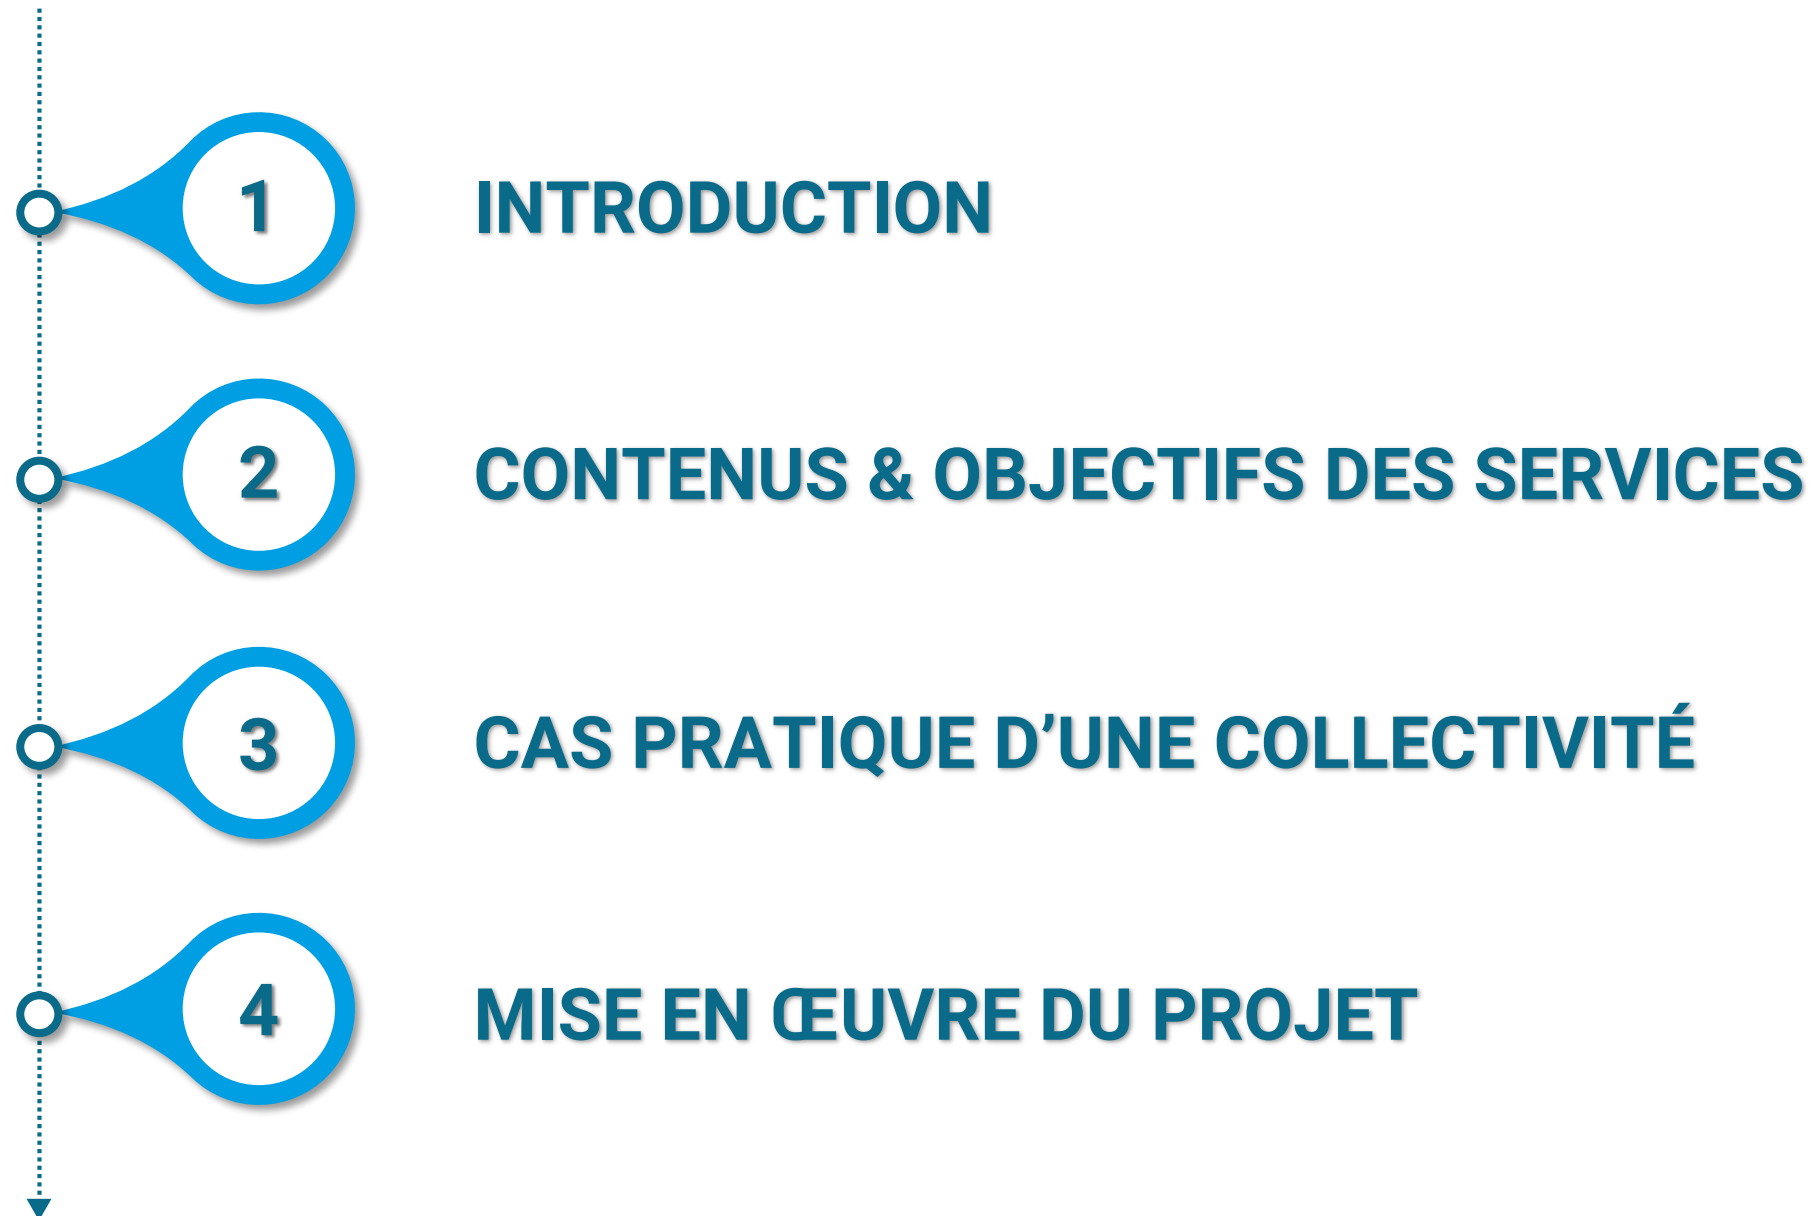 1 INTRODUCTION
2 CONTENUS & OBJECTIFS DES SERVICES
3 CAS PRATIQUE D’UNE COLLECTIVITÉ
4 MISE EN ŒUVRE DU PROJET